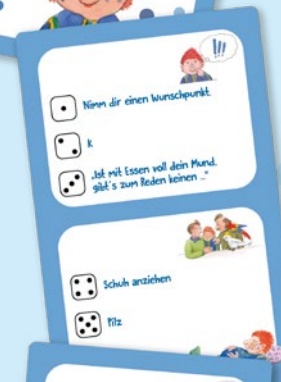 !!!
Nimm dir einen Wunschpunkt.
k
„Ist mit Essen voll dein Mund,
gibt's zum Reden keinen ..."
Schuh anziehen
Pilz